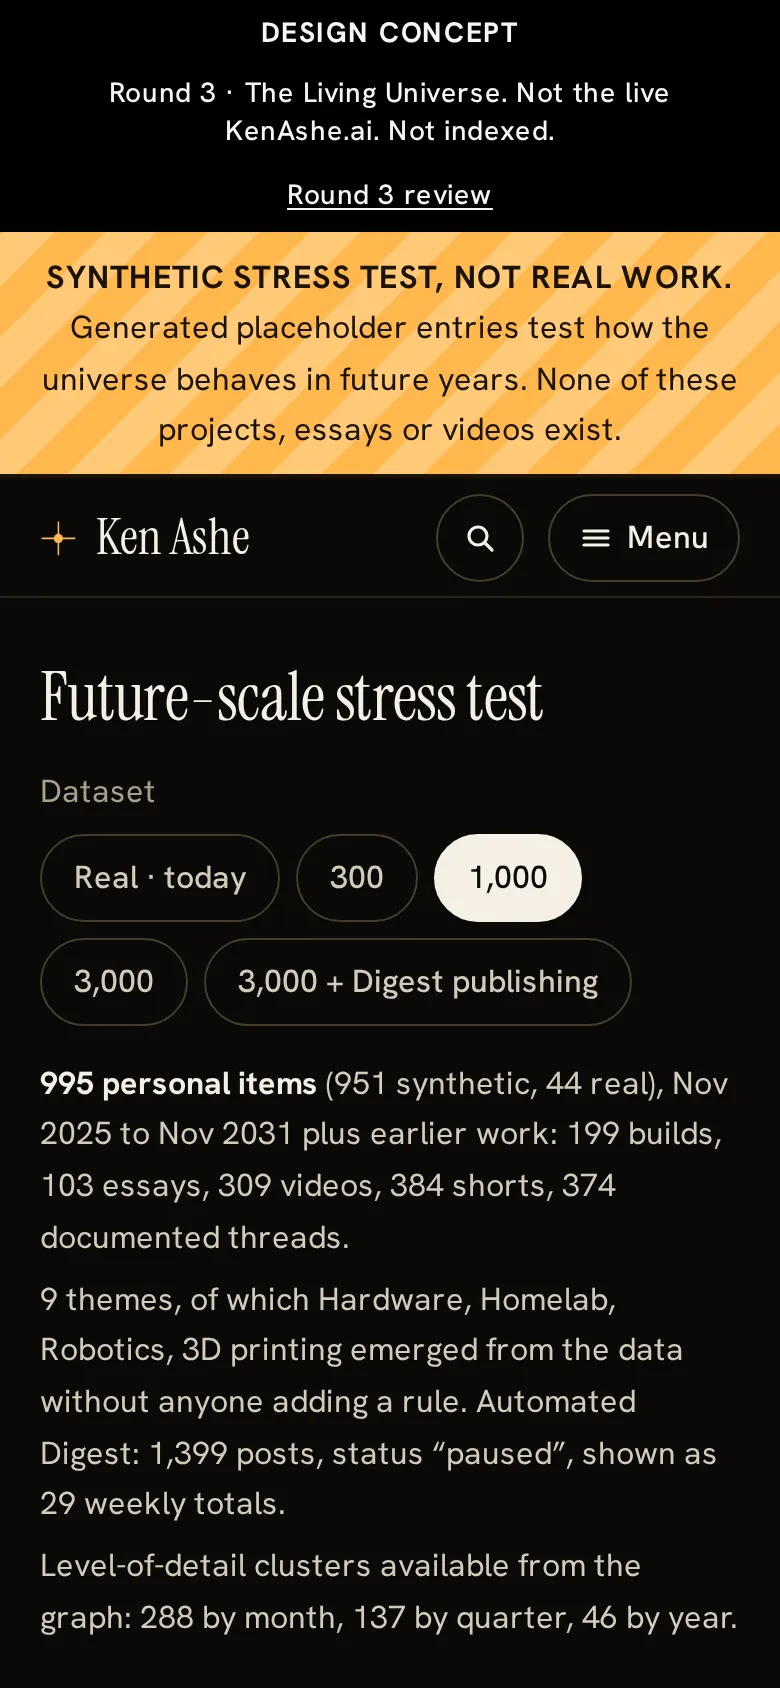 DESIGN CONCEPT
Round 3 · The Living Universe. Not the live
KenAshe.ai. Not indexed.
Round 3 review
SYNTHETIC STRESS TEST, NOT REAL WORK.
Generated placeholder entries test how the
universe behaves in future years. None of these
projects, essays or videos exist.
Ken Ashe
Menu
Future-scale stress test
Dataset
Real · today
300
1,000
3,000
3,000 + Digest publishing
995 personal items (951 synthetic, 44 real), Nov
2025 to Nov 2031 plus earlier work: 199 builds,
103 essays, 309 videos, 384 shorts, 374
documented threads.
9 themes, of which Hardware, Homelab,
Robotics, 3D printing emerged from the data
without anyone adding a rule. Automated
Digest: 1,399 posts, status “paused”, shown as
29 weekly totals.
Level-of-detail clusters available from the
graph: 288 by month, 137 by quarter, 46 by year.